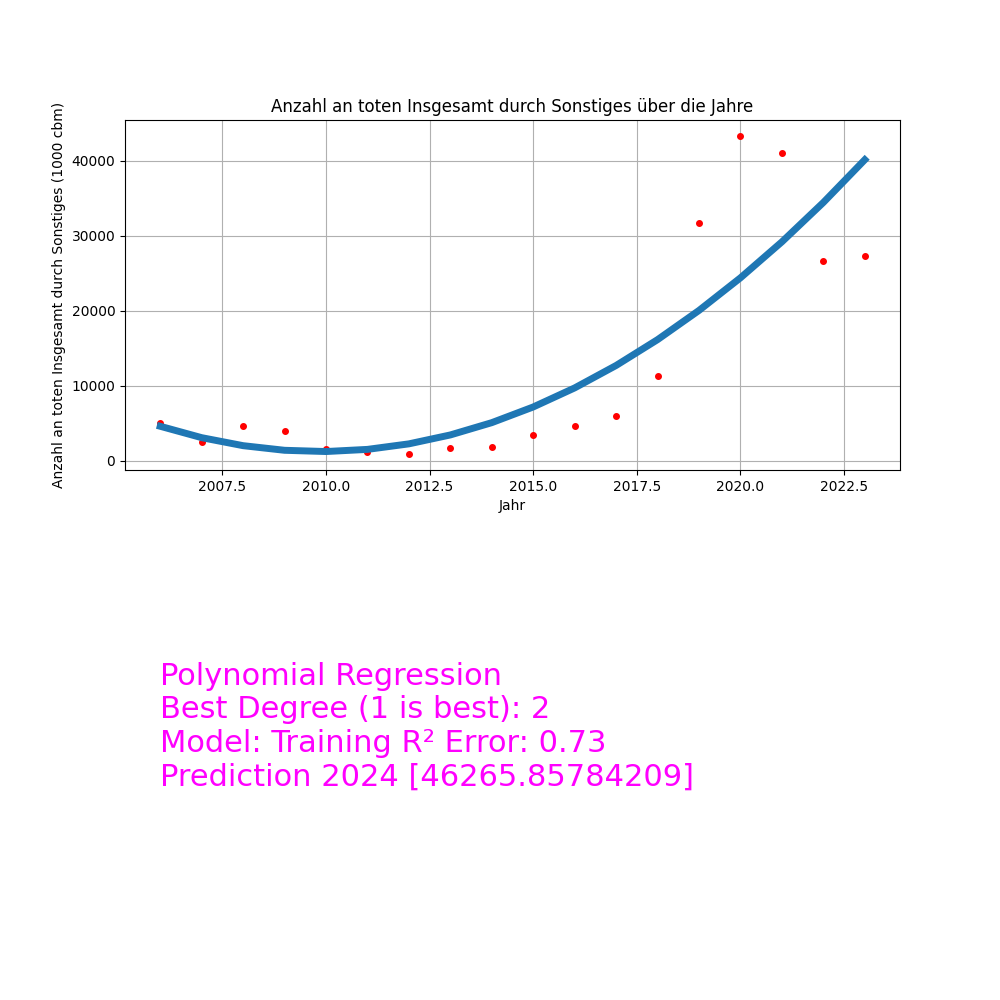 Anzahl an toten Insgesamt durch Sonstiges über die Jahre
Anzahl an toten Insgesamt durch Sonstiges (1000 cbm)
40000
30000
20000
10000
0
2007.5 2010.0 2012.5 2015.0 2017.5 2020.0 2022.5
Jahr
Polynomial Regression
Best Degree (1 is best): 2
Model: Training R² Error: 0.73
Prediction 2024 [46265.85784209]